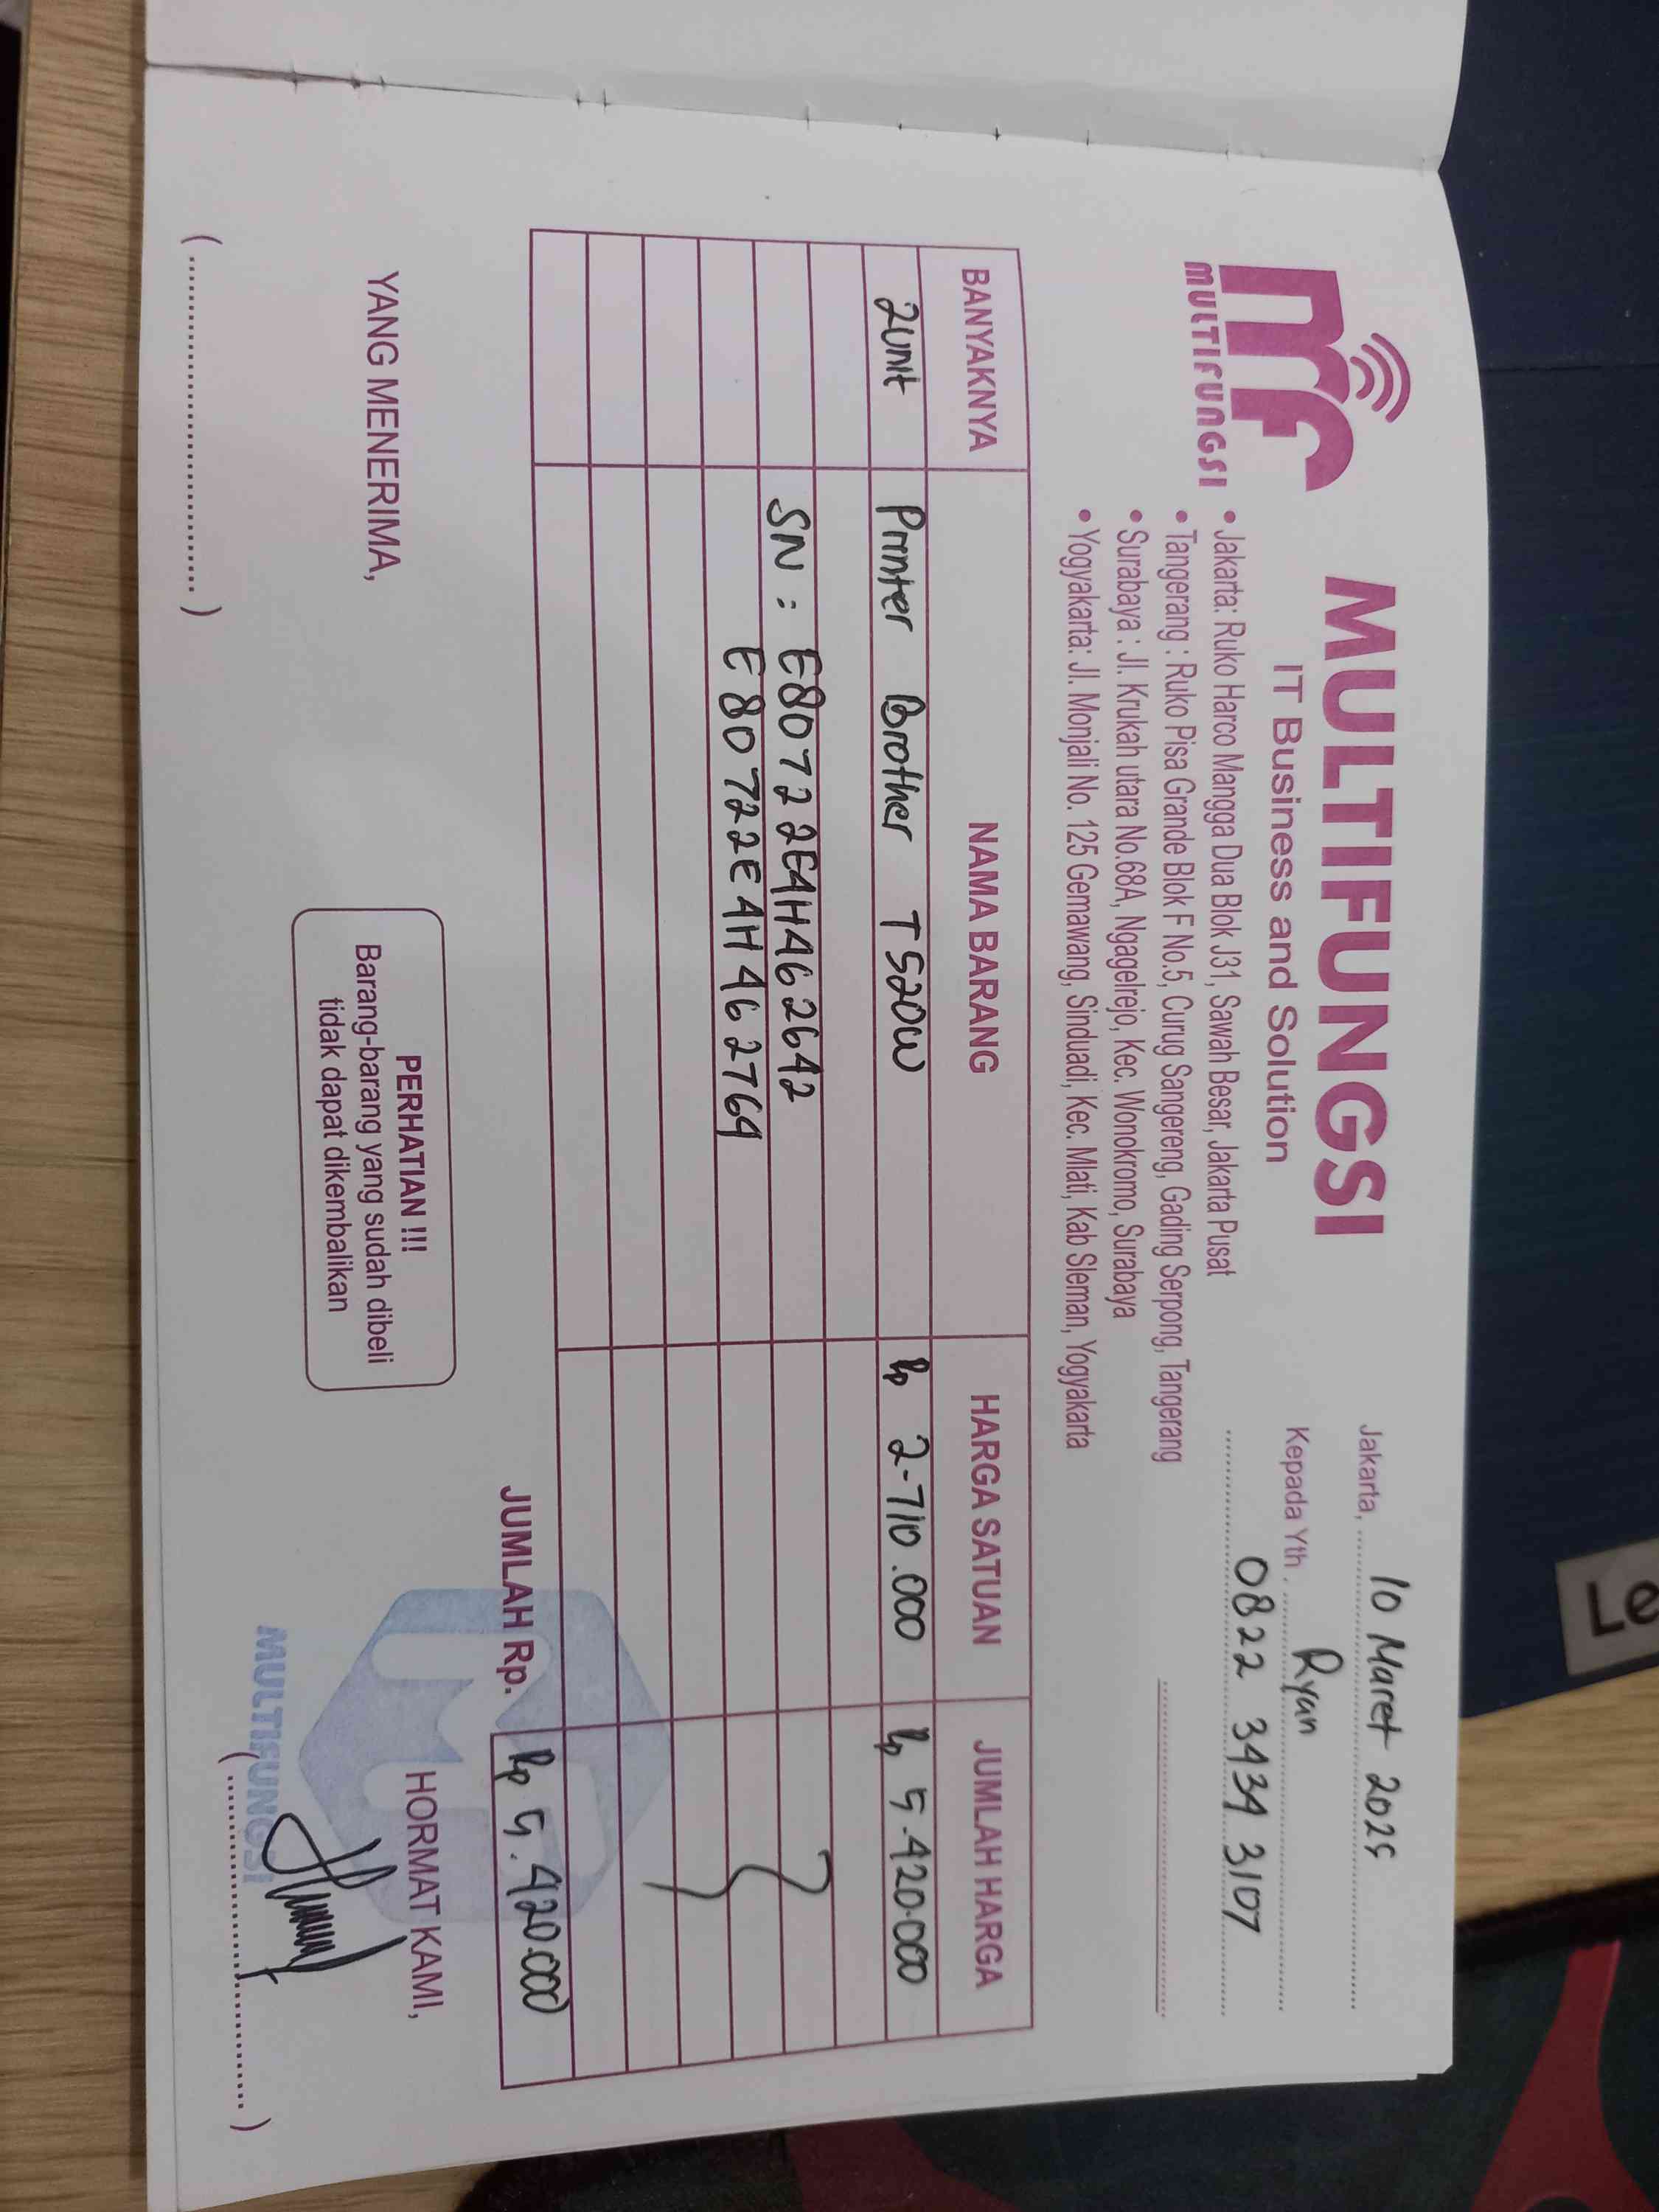 MULTIFUNGSI
MULTIFUNGSI
IT Business and Solution
• Jakarta: Ruko Harco Mangga Dua Blok J31, Sawah Besar, Jakarta Pusat
• Tangerang : Ruko Pisa Grande Blok F No.5, Curug Sangereng, Gading Serpong, Tangerang
• Surabaya : Jl. Krukah utara No.68A, Ngagelrejo, Kec. Wonokromo, Surabaya
• Yogyakarta: Jl. Monjali No. 125 Gemawang, Sinduadi, Kec. Mlati, Kab Sleman, Yogyakarta
Jakarta, 10 Maret 2025
Kepada Yth. Ryan
0822 3434 3107
BANYAKNYA NAMA BARANG HARGA SATUAN JUMLAH HARGA
2 Unit Printer Brother T520W Rp 2.710.000 Rp 5.420.000
SN : E80722E4H462642
E80722E4H462764
JUMLAH Rp. Rp 5.420.000
YANG MENERIMA,
PERHATIAN !!!
Barang-barang yang sudah dibeli
tidak dapat dikembalikan
HORMAT KAMI,
MULTIFUNGSI
Le